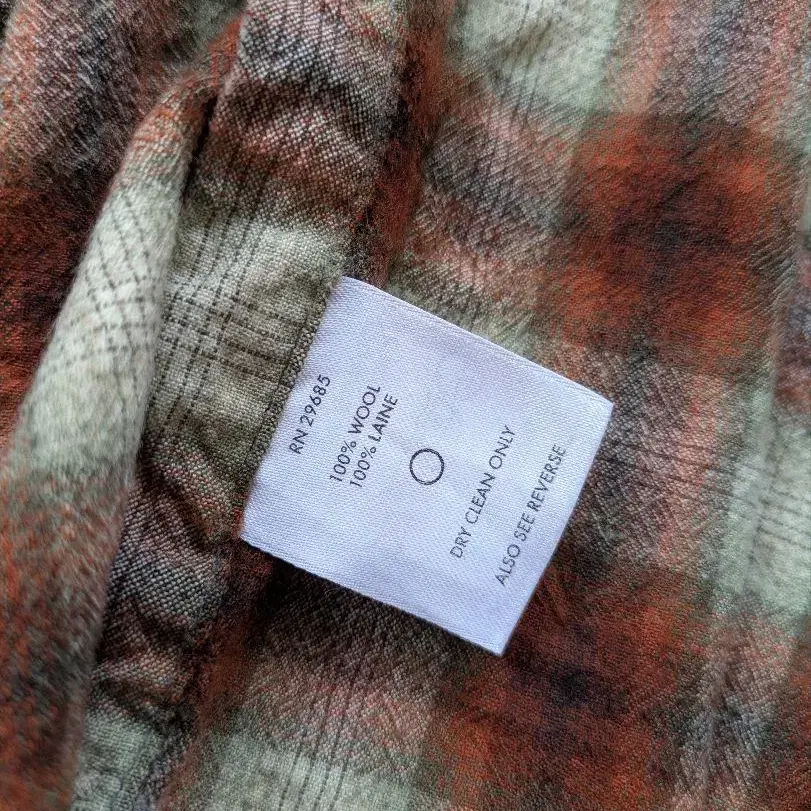 RN 29685
100% WOOL
100% LAINE
DRY CLEAN ONLY
ALSO SEE REVERSE